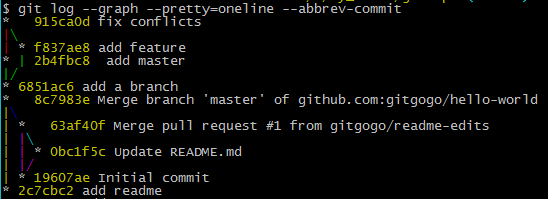 $ git log --graph --pretty=oneline --abbrev-commit
*   915ca0d fix conflicts
|\
| * f837ae8 add feature
* | 2b4fbc8  add master
|/
* 6851ac6 add a branch
*   8c7983e Merge branch 'master' of github.com:gitgogo/hello-world
|\
| *   63af40f Merge pull request #1 from gitgogo/readme-edits
| |\
| | * 0bc1f5c Update README.md
| |/
| * 19607ae Initial commit
* 2c7cbc2 add readme